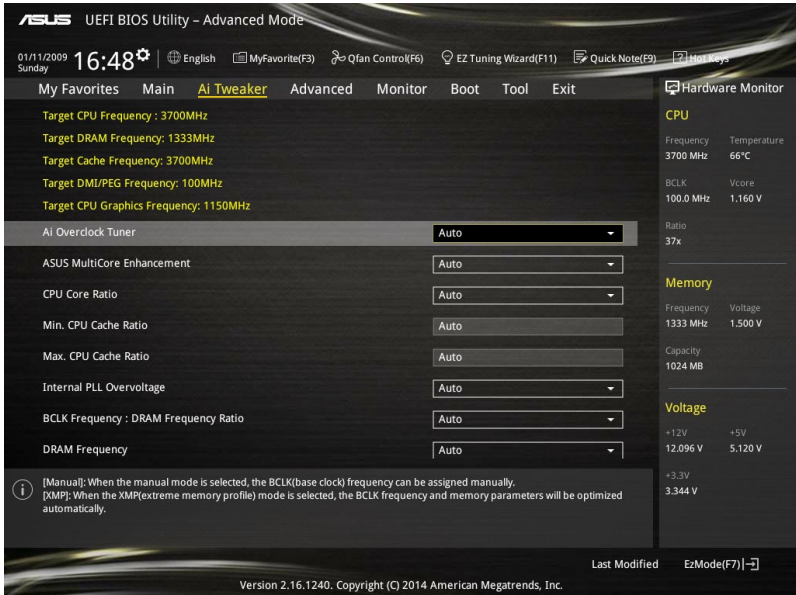 ASUS UEFI BIOS Utility – Advanced Mode
01/11/2009 Sunday 16:48 English MyFavorite(F3) Qfan Control(F6) EZ Tuning Wizard(F11) Quick Note(F9) ? Hot Keys
My Favorites Main Ai Tweaker Advanced Monitor Boot Tool Exit
Target CPU Frequency : 3700MHz
Target DRAM Frequency: 1333MHz
Target Cache Frequency: 3700MHz
Target DMI/PEG Frequency: 100MHz
Target CPU Graphics Frequency: 1150MHz
Ai Overclock Tuner Auto
ASUS MultiCore Enhancement Auto
CPU Core Ratio Auto
Min. CPU Cache Ratio Auto
Max. CPU Cache Ratio Auto
Internal PLL Overvoltage Auto
BCLK Frequency : DRAM Frequency Ratio Auto
DRAM Frequency Auto
[Manual]: When the manual mode is selected, the BCLK(base clock) frequency can be assigned manually.
[XMP]: When the XMP(extreme memory profile) mode is selected, the BCLK frequency and memory parameters will be optimized
automatically.
Hardware Monitor
CPU
Frequency Temperature
3700 MHz 66°C
BCLK Vcore
100.0 MHz 1.160 V
Ratio
37x
Memory
Frequency Voltage
1333 MHz 1.500 V
Capacity
1024 MB
Voltage
+12V +5V
12.096 V 5.120 V
+3.3V
3.344 V
Last Modified EzMode(F7)
Version 2.16.1240. Copyright (C) 2014 American Megatrends, Inc.